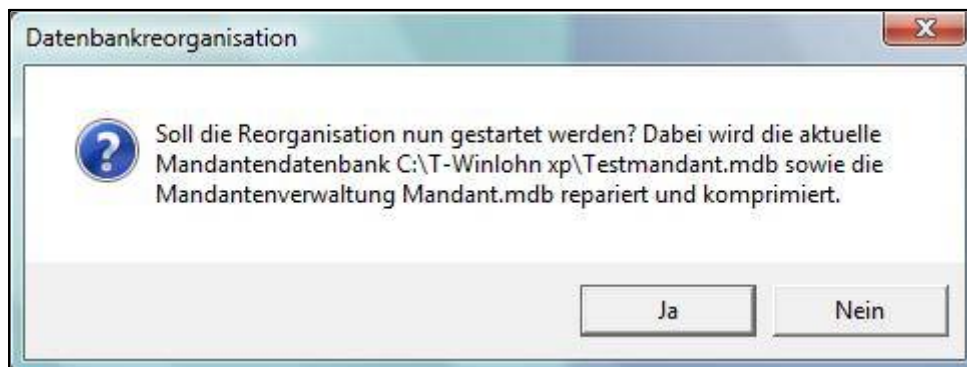 Datenbankreorganisation
Soll die Reorganisation nun gestartet werden? Dabei wird die aktuelle
Mandantendatenbank C:\T-Winlohn xp\Testmandant.mdb sowie die
Mandantenverwaltung Mandant.mdb repariert und komprimiert.
Ja
Nein